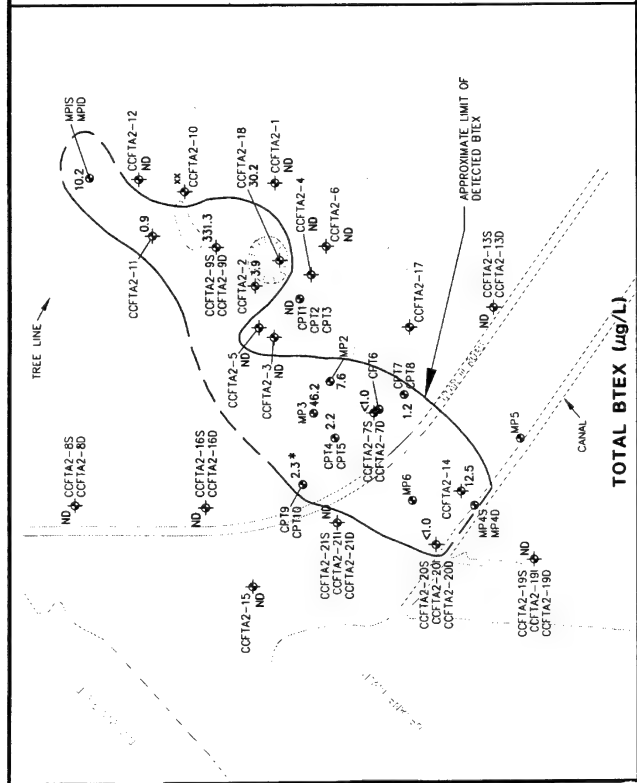 TREE LINE
MPIS
MPID
10.2
CCFTA2-12
ND
xx
CCFTA2-10
CCFTA2-11
0.9
CCFTA2-18
30.2
CCFTA2-1
ND
331.3
CCFTA2-9S
CCFTA2-9D
CCFTA2-2
3.9
CCFTA2-4
ND
CCFTA2-6
ND
ND
CPT1
CPT2
CPT3
CCFTA2-5
ND
CCFTA2-3
ND
CCFTA2-17
APPROXIMATE LIMIT OF
DETECTED BTEX
CCFTA2-13S
CCFTA2-13D
ND
MP2
7.6
MP3
46.2
CPT6
<1.0
CCFTA2-7S
CCFTA2-7D
CPT7
CPT8
1.2
2.2
CPT4
CPT5
ND
CCFTA2-8S
CCFTA2-8D
ND
CCFTA2-16S
CCFTA2-16D
2.3*
CPT9
CPT10
ND
CCFTA2-21S
CCFTA2-21I
CCFTA2-21D
MP6
CCFTA2-14
12.5
MP4S
MP4D
MP5
CANAL
CCFTA2-15
ND
<1.0
CCFTA2-20S
CCFTA2-20I
CCFTA2-20D
ND
CCFTA2-19S
CCFTA2-19I
CCFTA2-19D
TOTAL BTEX (µg/L)